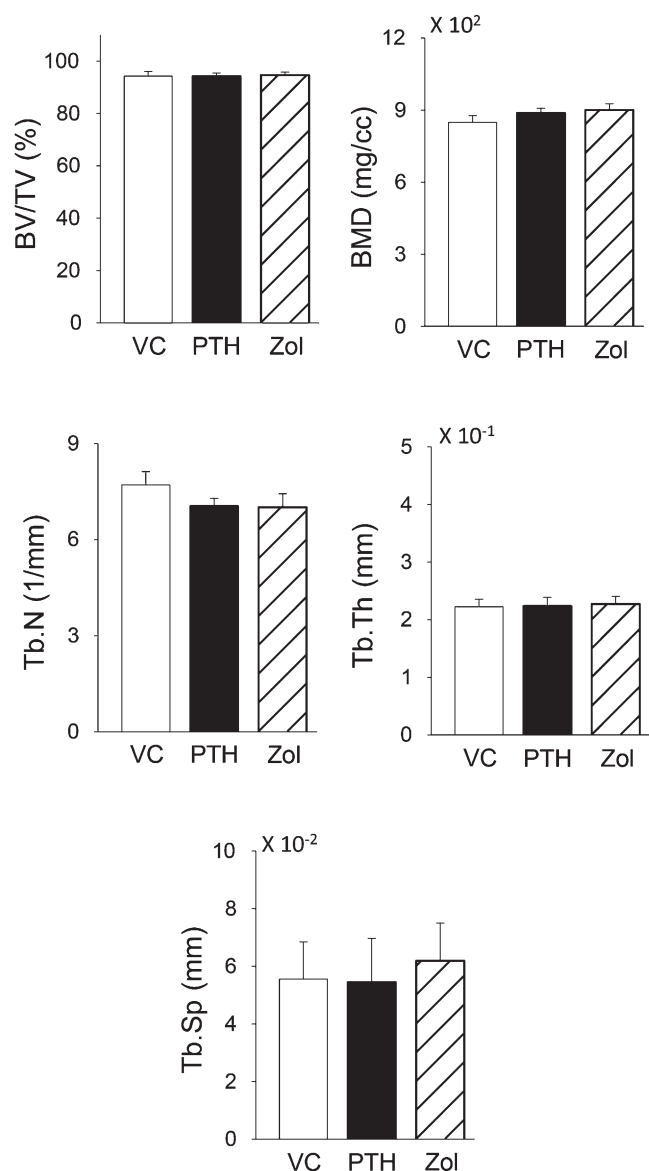 BV/TV (%)
100
80
60
40
20
0
VC PTH Zol
X 10²
BMD (mg/cc)
12
9
6
3
0
VC PTH Zol
Tb.N (1/mm)
9
6
3
0
VC PTH Zol
X 10⁻¹
Tb.Th (mm)
5
4
3
2
1
0
VC PTH Zol
X 10⁻²
Tb.Sp (mm)
10
8
6
4
2
0
VC PTH Zol